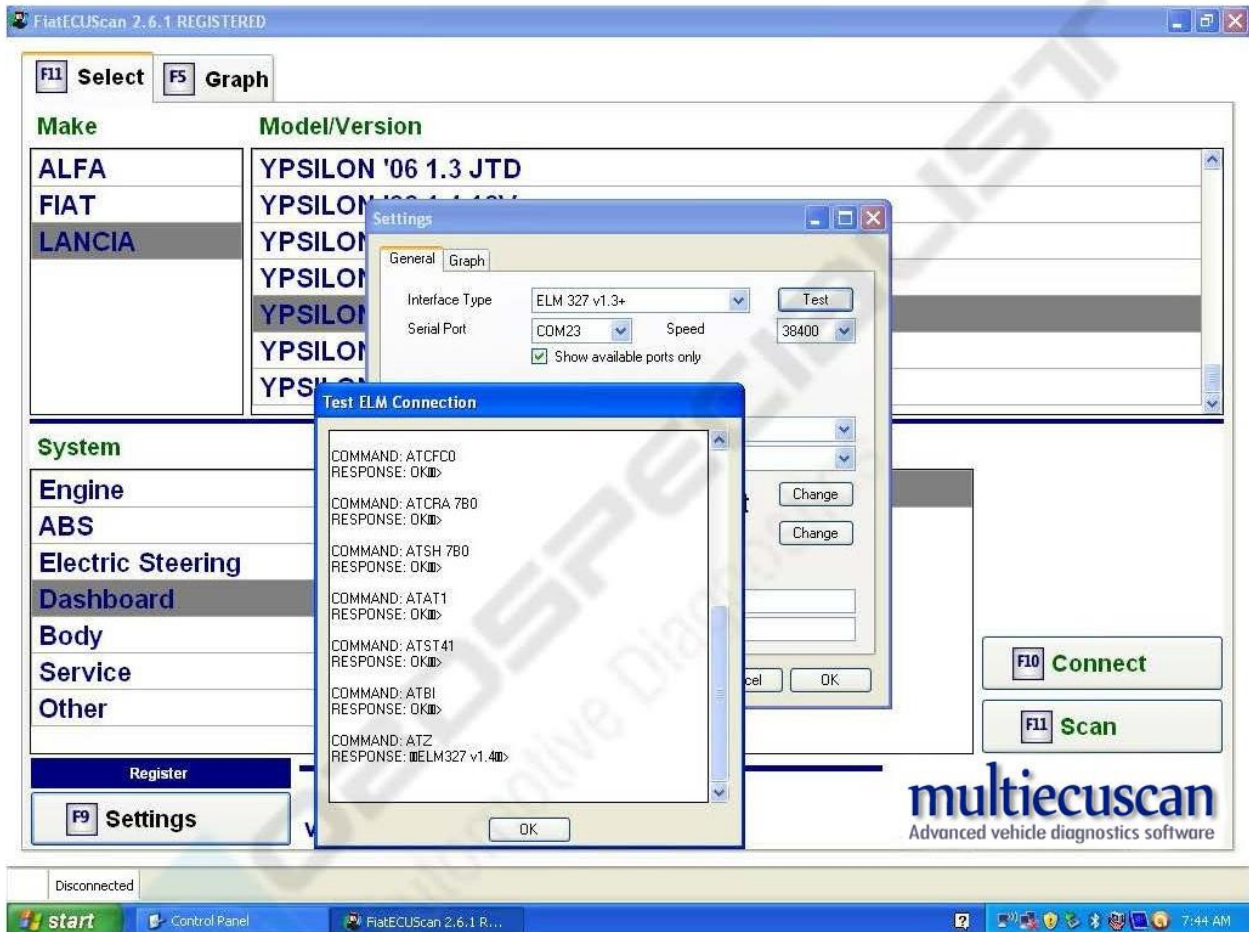 FiatECUScan 2.6.1 REGISTERED
F11 Select F5 Graph
Make Model/Version
ALFA
FIAT
LANCIA
YPSILON '06 1.3 JTD
YPSILON
YPSILON
YPSILON
YPSILON
YPSILON
Settings
General Graph
Interface Type ELM 327 v1.3+ Test
Serial Port COM23 Speed 38400
Show available ports only
Change
Change
OK
Test ELM Connection
COMMAND: ATCFC0
RESPONSE: OK>
COMMAND: ATCRA 7B0
RESPONSE: OK>
COMMAND: ATSH 7B0
RESPONSE: OK>
COMMAND: ATAT1
RESPONSE: OK>
COMMAND: ATST41
RESPONSE: OK>
COMMAND: ATBI
RESPONSE: OK>
COMMAND: ATZ
RESPONSE: ELM327 v1.4>
OK
System
Engine
ABS
Electric Steering
Dashboard
Body
Service
Other
Register
F9 Settings
F10 Connect
F11 Scan
multiecuscan
Advanced vehicle diagnostics software
Disconnected
start Control Panel FiatECUScan 2.6.1 R... 7:44 AM